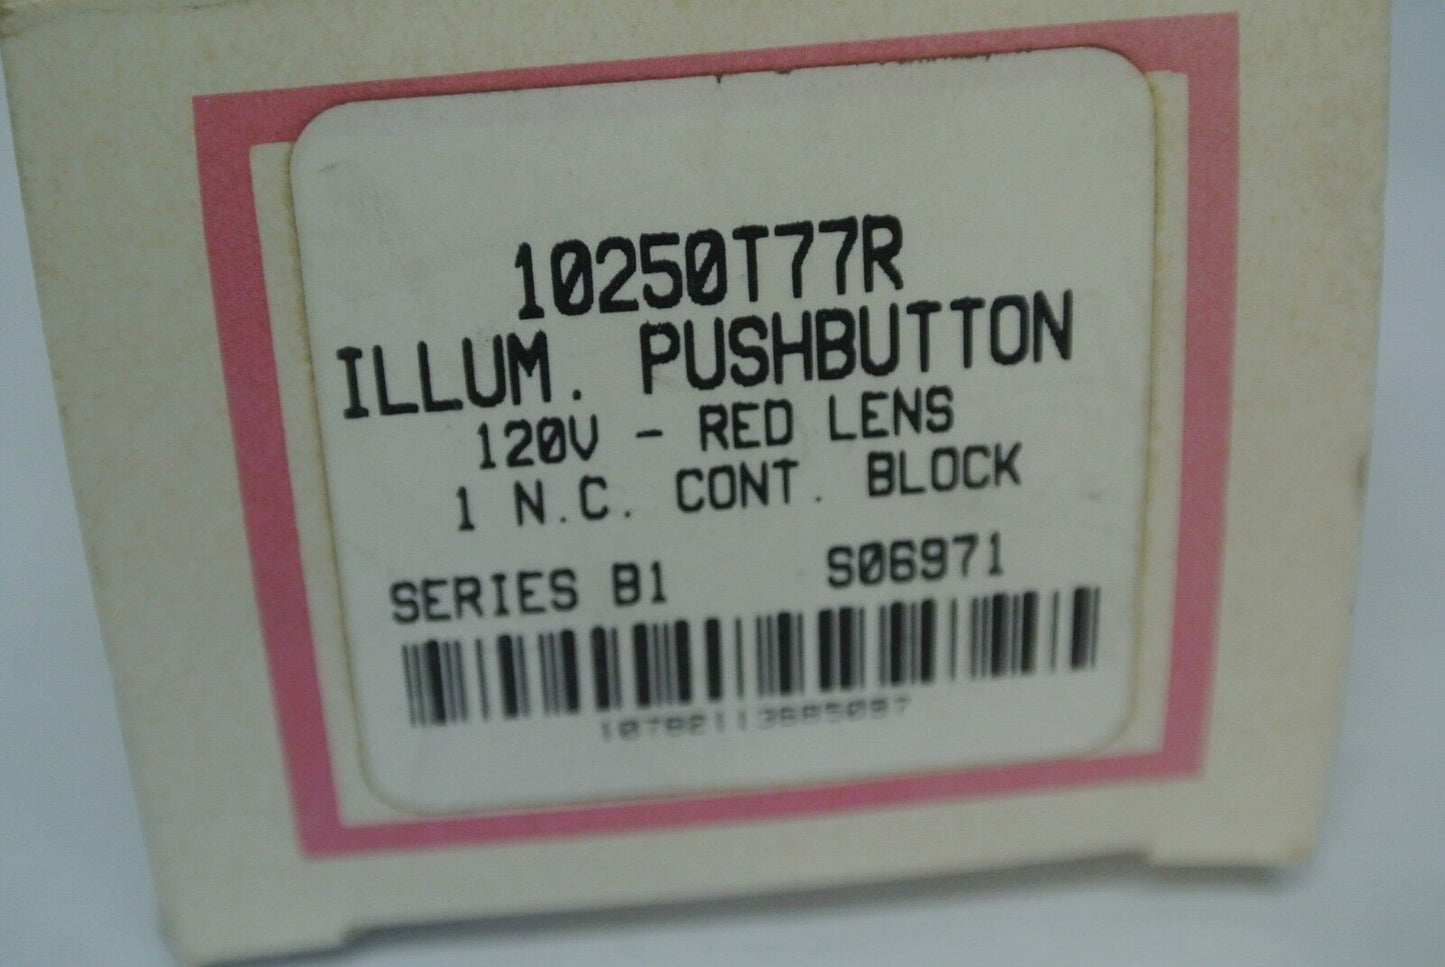 10250T77R
ILLUM. PUSHBUTTON
120V - RED LENS
1 N.C. CONT. BLOCK
SERIES B1 S06971